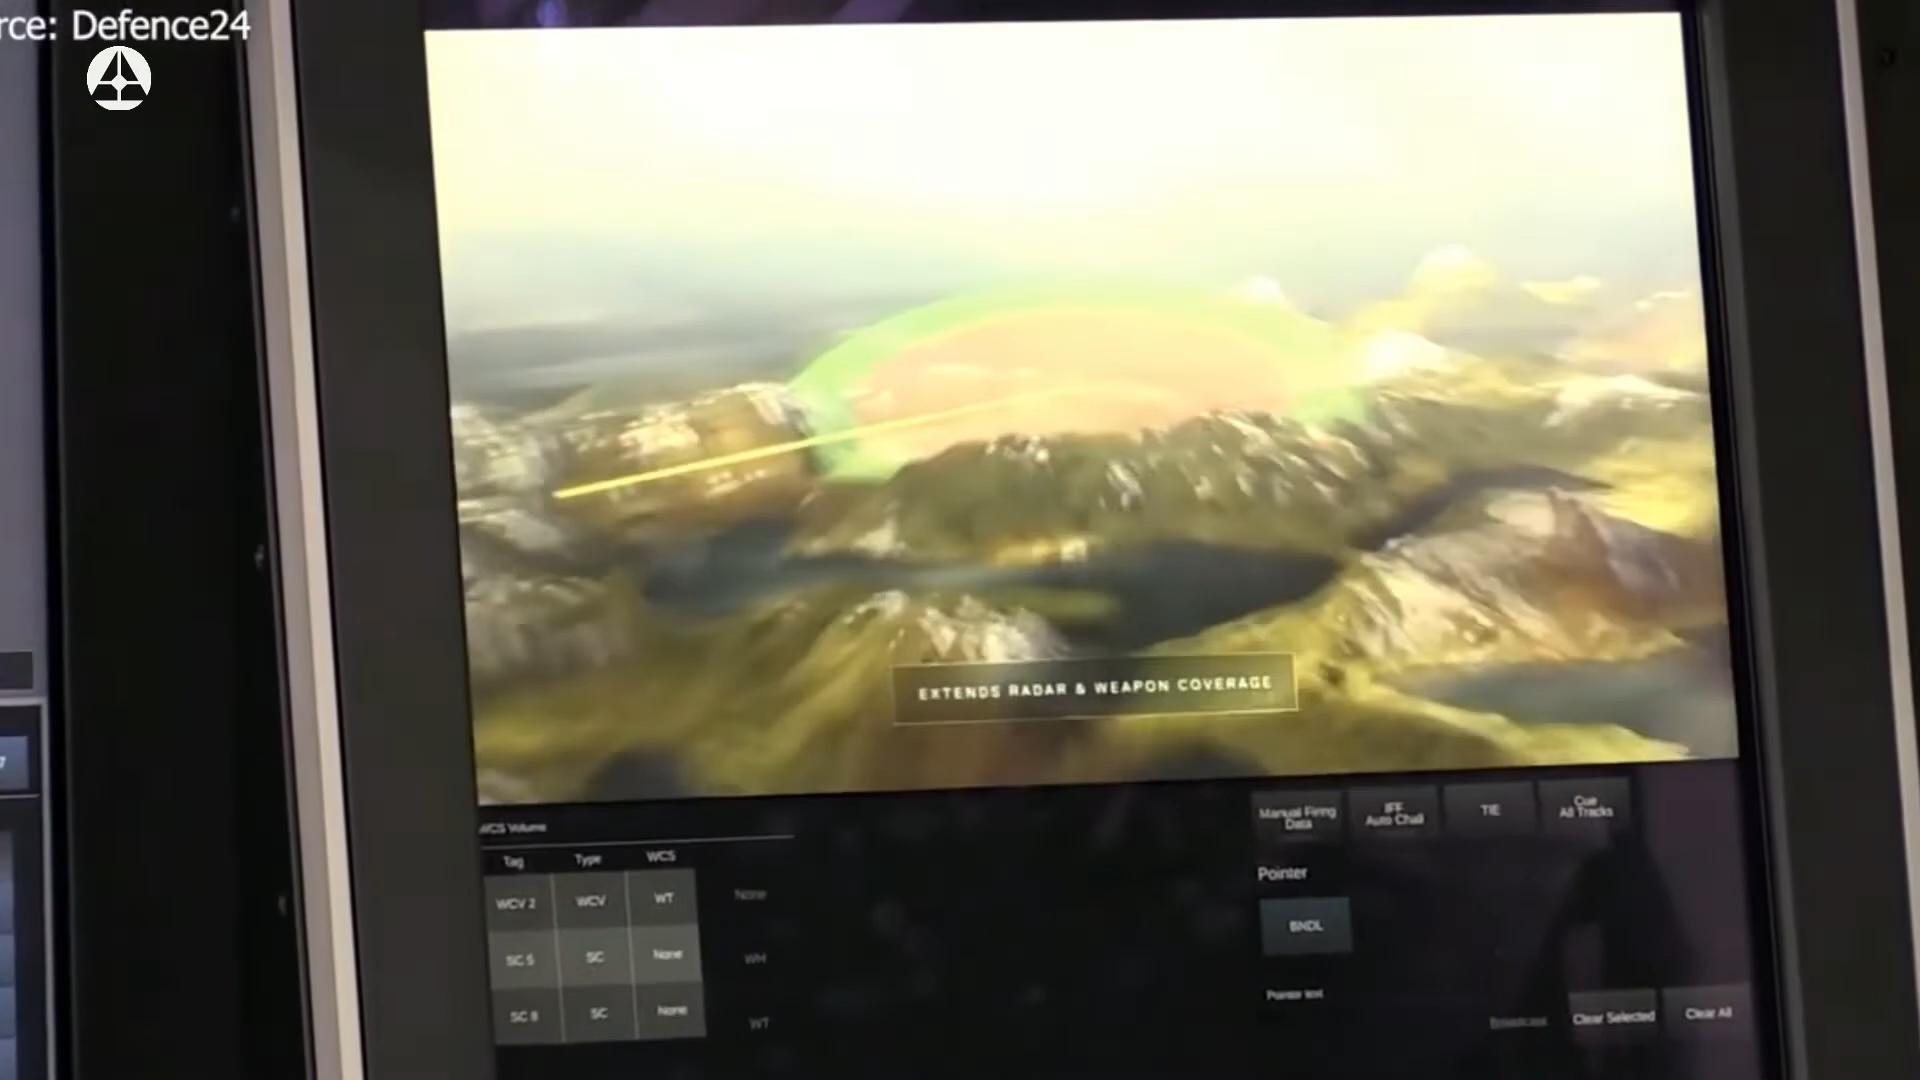 rce: Defence24
EXTENDS RADAR & WEAPON COVERAGE
WCS Volume
Tag Type WCS
WCV 2 WCV WT None
SC 5 SC None WH
SC 8 SC None WT
Manual Firing Data
IFF Auto Chall
TIE
Cue All Tracks
Pointer
BNDL
Pointer text
Broadcast
Clear Selected
Clear All
7